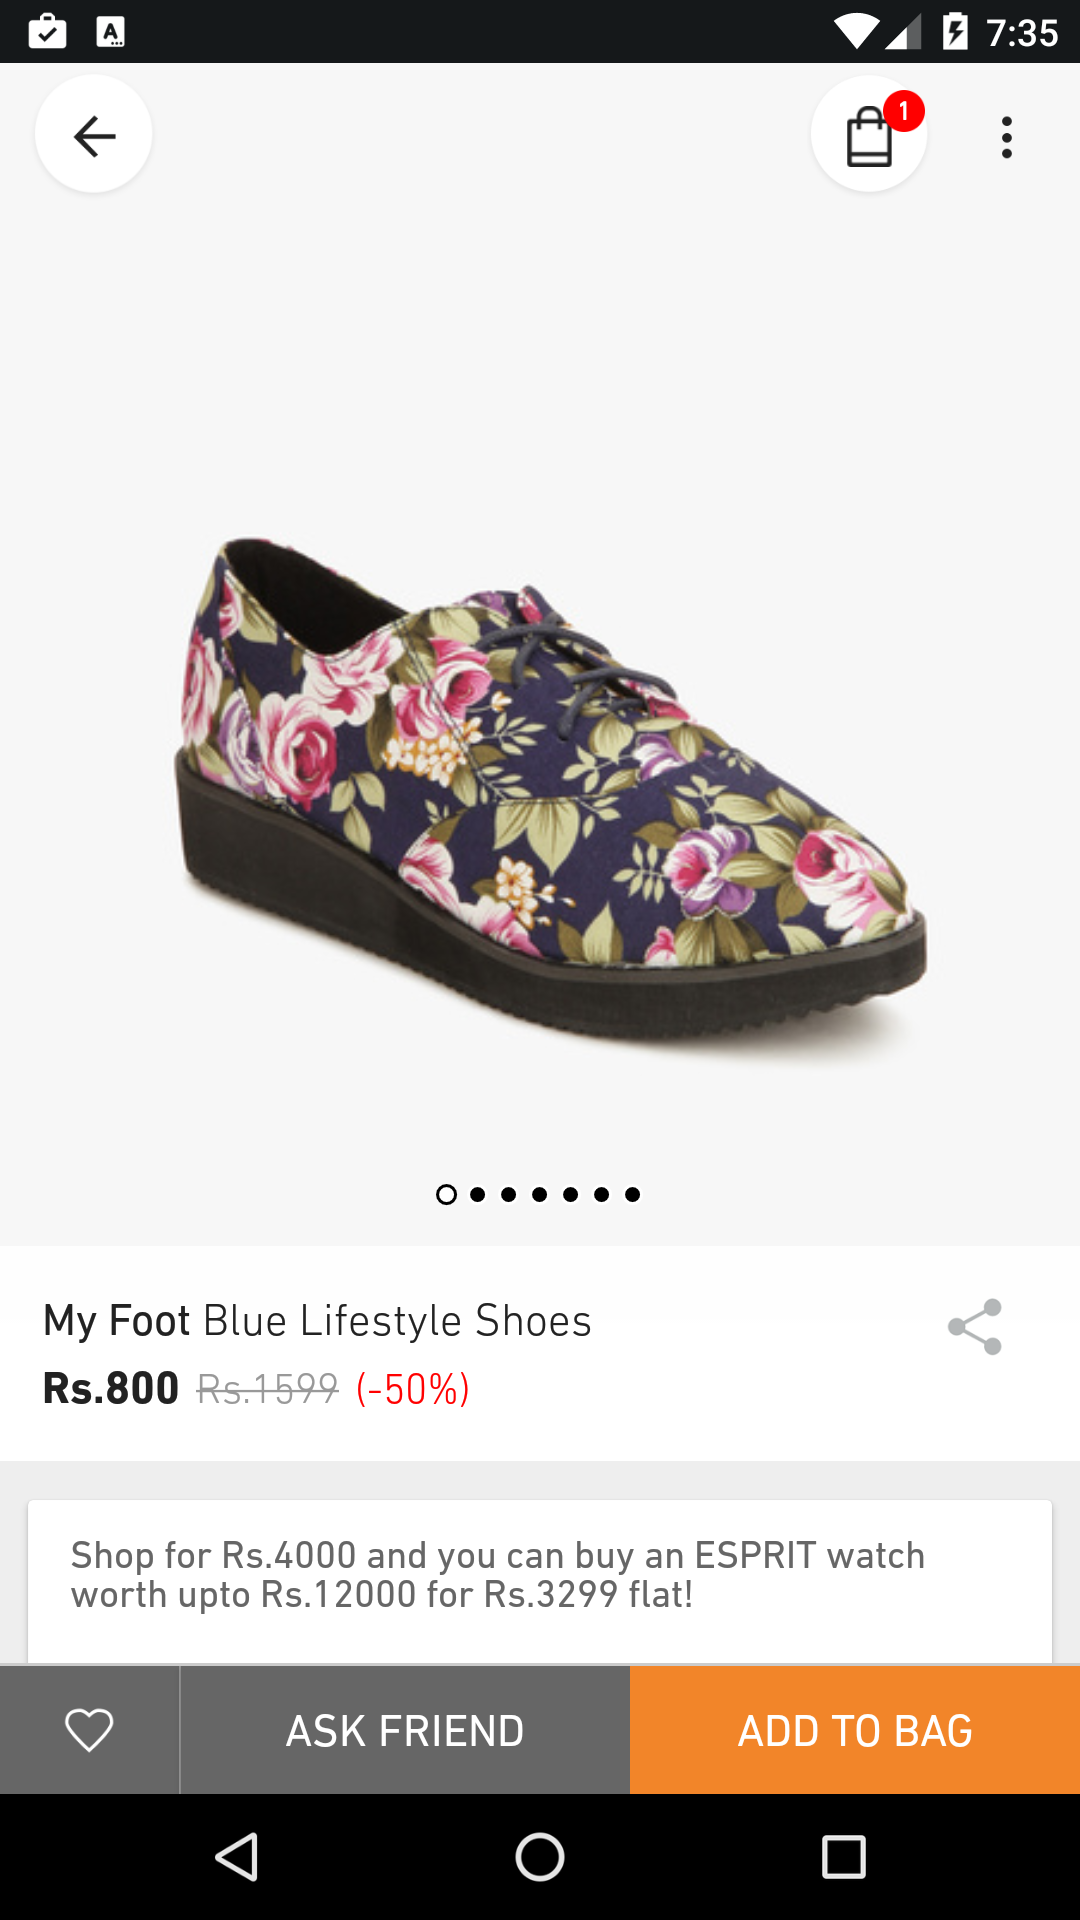 7:35
1
My Foot Blue Lifestyle Shoes
Rs.800 Rs.1599 (-50%)
Shop for Rs.4000 and you can buy an ESPRIT watch
worth upto Rs.12000 for Rs.3299 flat!
ASK FRIEND
ADD TO BAG